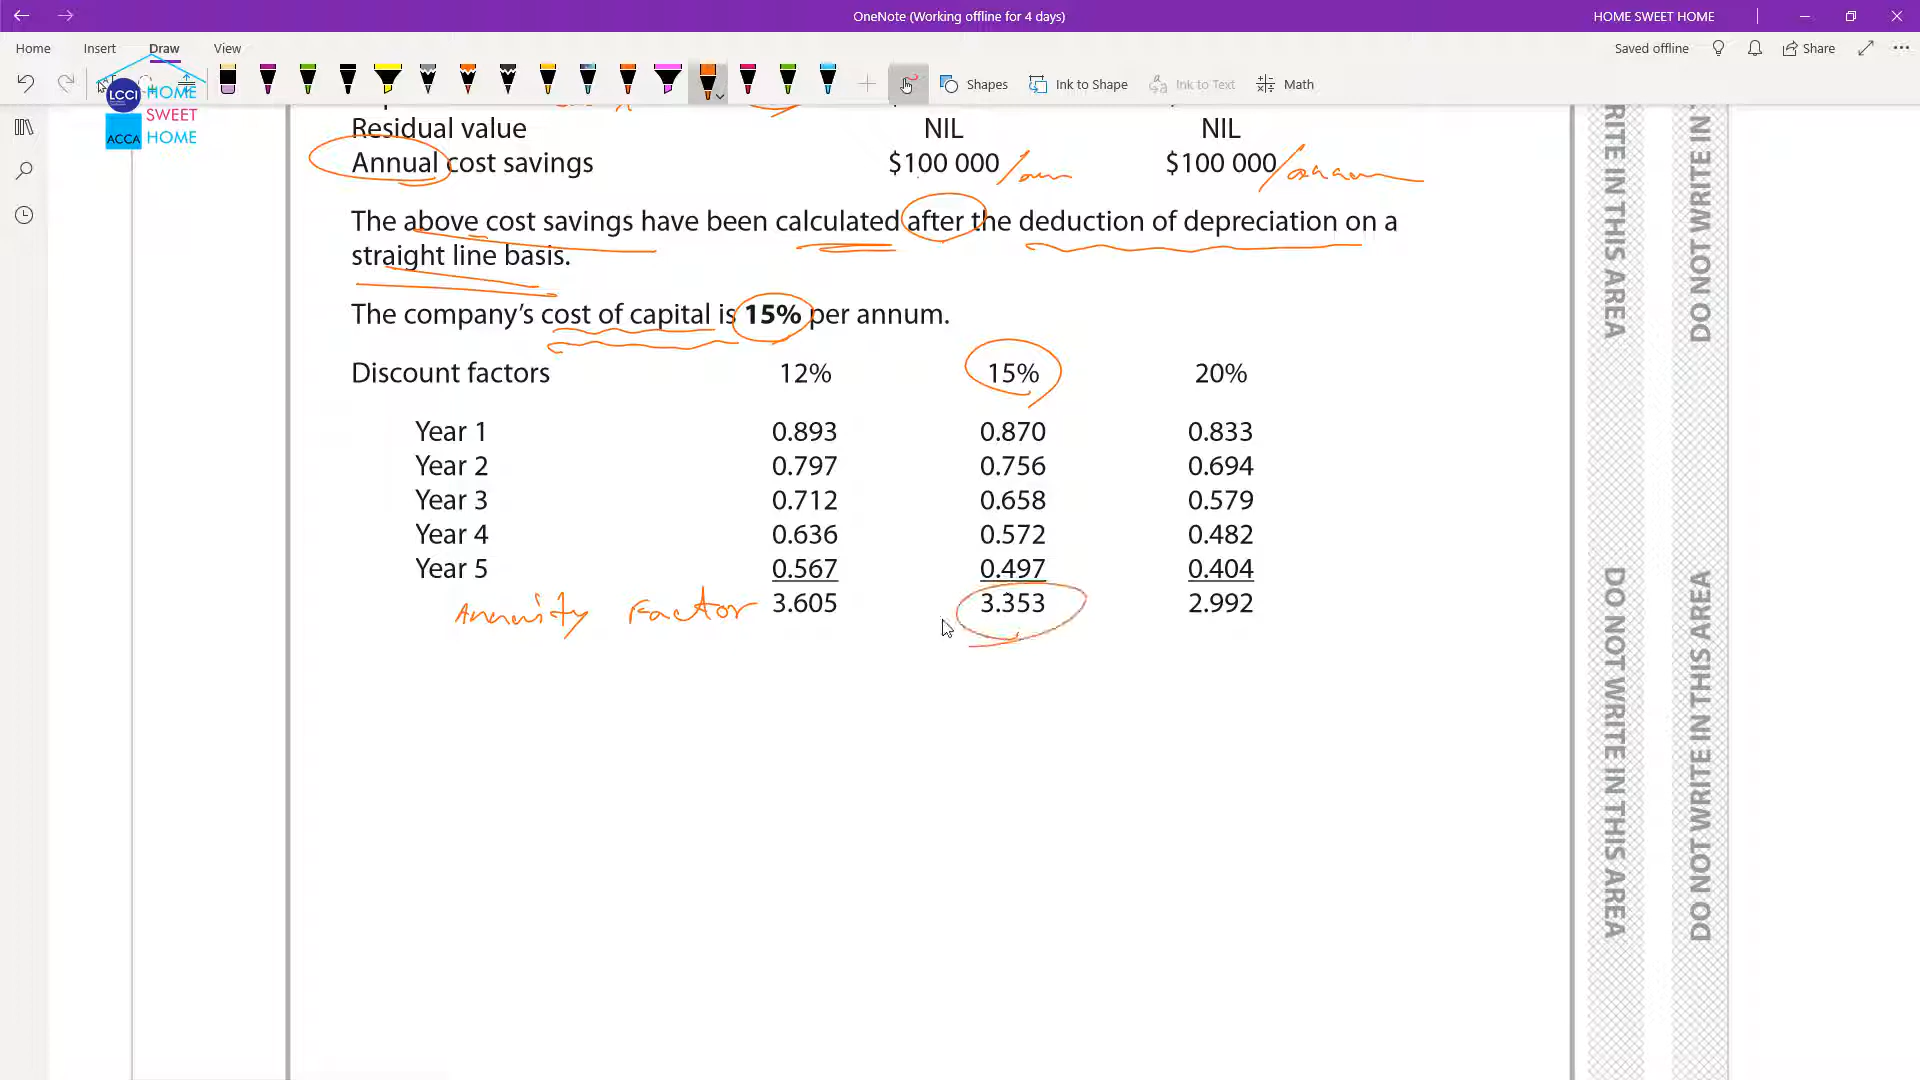 OneNote (Working offline for 4 days)
HOME SWEET HOME
Home Insert Draw View
Saved offline
Share
Shapes
Ink to Shape
Ink to Text
Math
LCCI HOME
SWEET
ACCA HOME
Residual value NIL NIL
Annual cost savings $100 000 $100 000
The above cost savings have been calculated after the deduction of depreciation on a
straight line basis.
The company's cost of capital is 15% per annum.
Discount factors 12% 15% 20%
Year 1 0.893 0.870 0.833
Year 2 0.797 0.756 0.694
Year 3 0.712 0.658 0.579
Year 4 0.636 0.572 0.482
Year 5 0.567 0.497 0.404
Annuity Factor 3.605 3.353 2.992
RITE IN THIS AREA
DO NOT WRITE IN
DO NOT WRITE IN THIS AREA
DO NOT WRITE IN THIS AREA